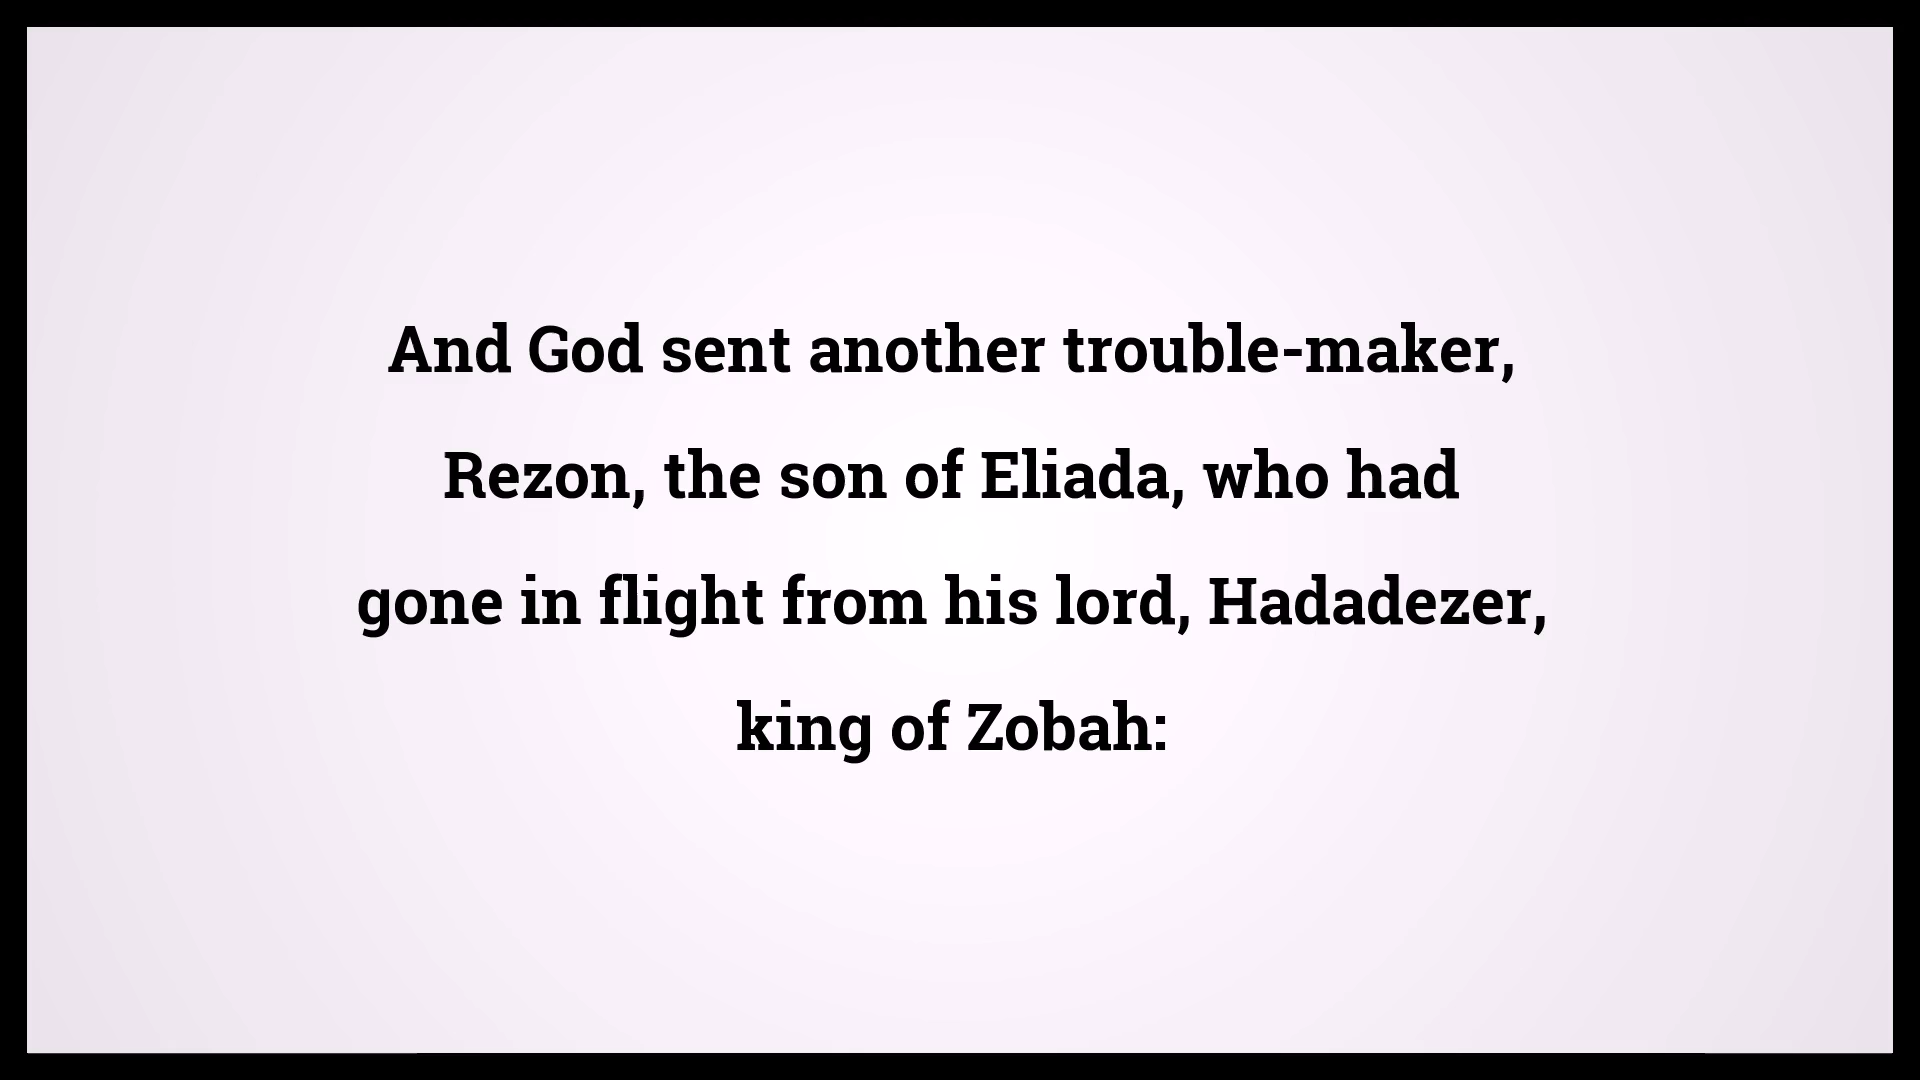 And God sent another trouble-maker,
Rezon, the son of Eliada, who had
gone in flight from his lord, Hadadezer,
king of Zobah: